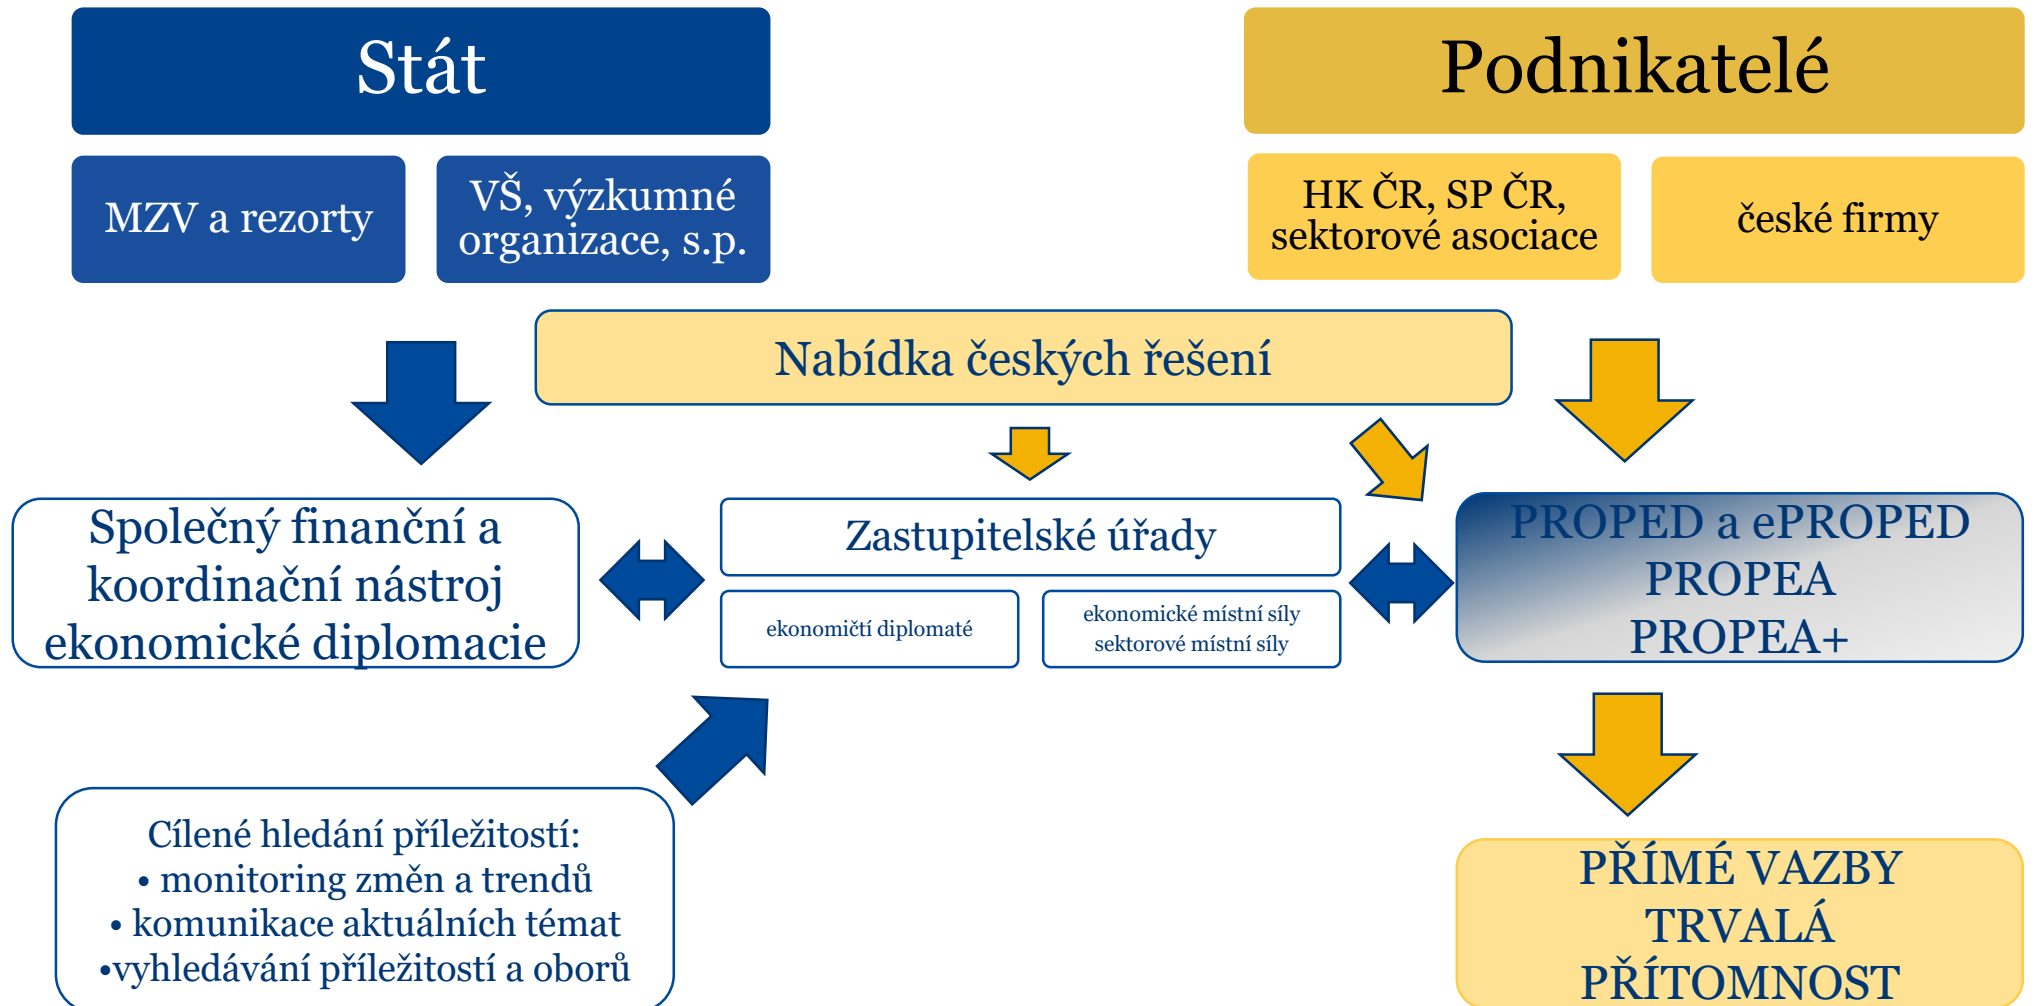 Stát
Podnikatelé
MZV a rezorty
VŠ, výzkumné
organizace, s.p.
HK ČR, SP ČR,
sektorové asociace
české firmy
Nabídka českých řešení
Společný finanční a
koordinační nástroj
ekonomické diplomacie
Zastupitelské úřady
ekonomičtí diplomaté
ekonomické místní síly
sektorové místní síly
PROPED a ePROPED
PROPEA
PROPEA+
Cílené hledání příležitostí:
• monitoring změn a trendů
• komunikace aktuálních témat
•vyhledávání příležitostí a oborů
PŘÍMÉ VAZBY
TRVALÁ
PŘÍTOMNOST